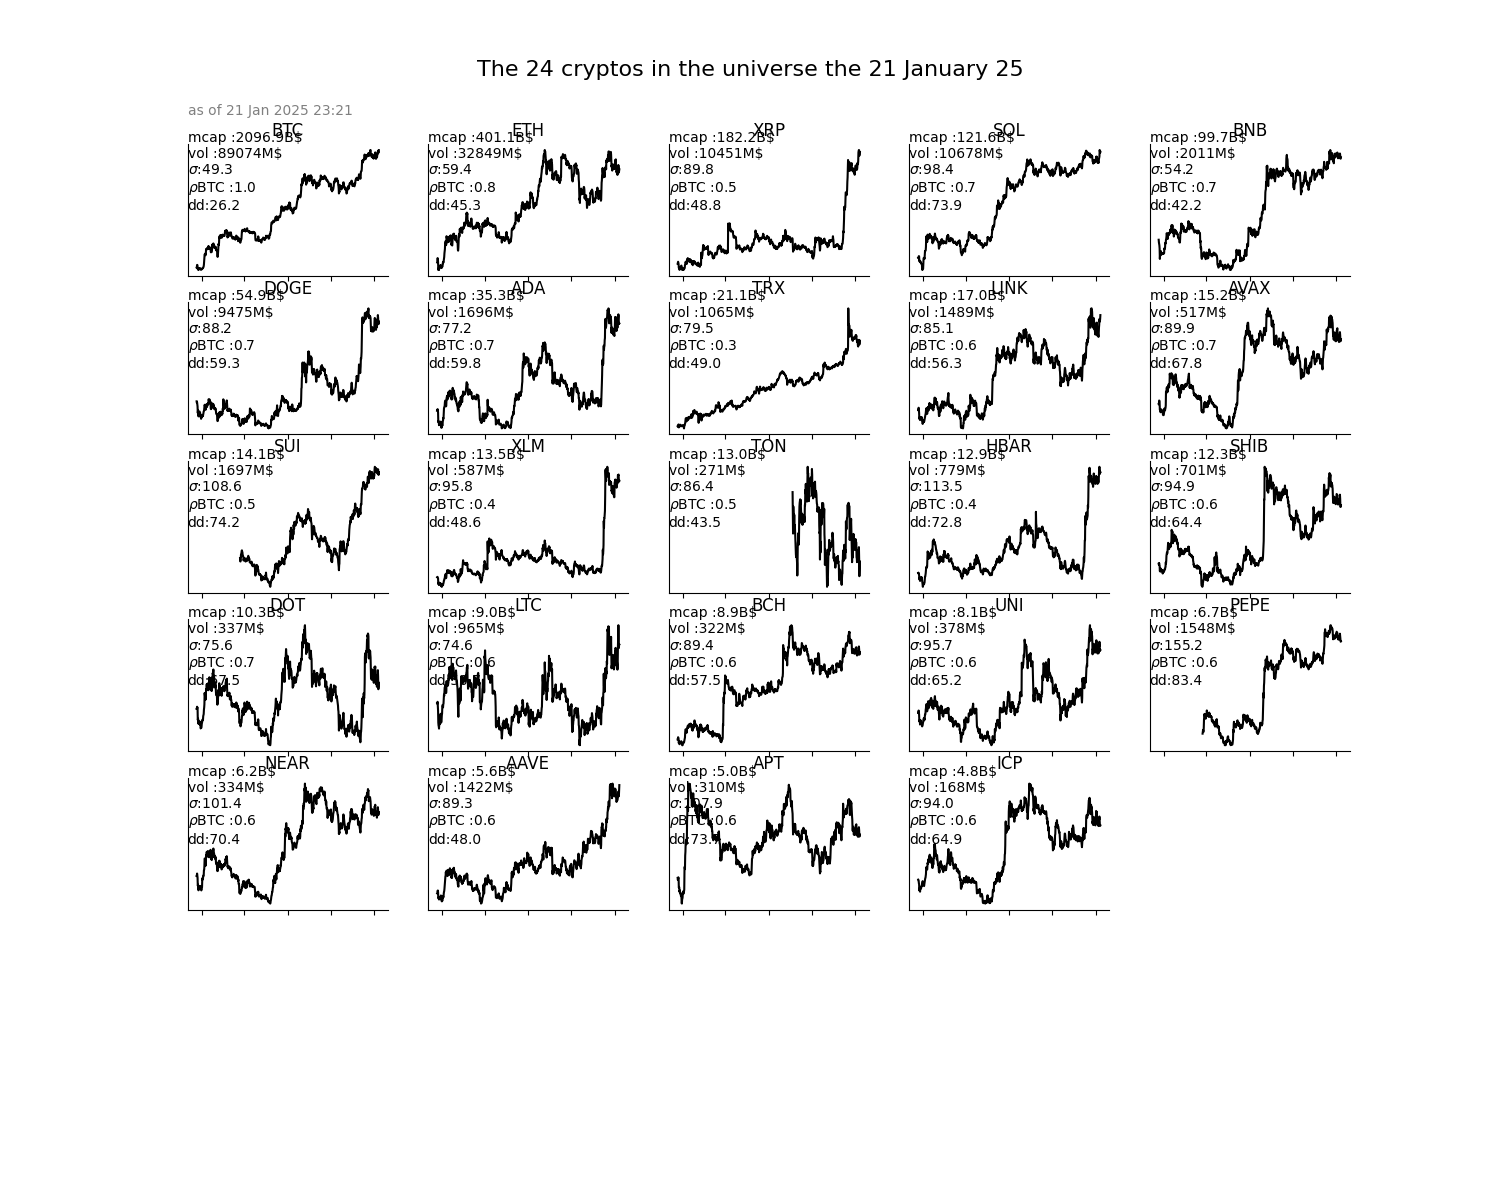 The 24 cryptos in the universe the 21 January 25
as of 21 Jan 2025 23:21
BTC
mcap :2096.9B$
vol :89074M$
σ:49.3
ρBTC :1.0
dd:26.2
ETH
mcap :401.1B$
vol :32849M$
σ:59.4
ρBTC :0.8
dd:45.3
XRP
mcap :182.2B$
vol :10451M$
σ:89.8
ρBTC :0.5
dd:48.8
SOL
mcap :121.6B$
vol :10678M$
σ:98.4
ρBTC :0.7
dd:73.9
BNB
mcap :99.7B$
vol :2011M$
σ:54.2
ρBTC :0.7
dd:42.2
DOGE
mcap :54.9B$
vol :9475M$
σ:88.2
ρBTC :0.7
dd:59.3
ADA
mcap :35.3B$
vol :1696M$
σ:77.2
ρBTC :0.7
dd:59.8
TRX
mcap :21.1B$
vol :1065M$
σ:79.5
ρBTC :0.3
dd:49.0
LINK
mcap :17.0B$
vol :1489M$
σ:85.1
ρBTC :0.6
dd:56.3
AVAX
mcap :15.2B$
vol :517M$
σ:89.9
ρBTC :0.7
dd:67.8
SUI
mcap :14.1B$
vol :1697M$
σ:108.6
ρBTC :0.5
dd:74.2
XLM
mcap :13.5B$
vol :587M$
σ:95.8
ρBTC :0.4
dd:48.6
TON
mcap :13.0B$
vol :271M$
σ:86.4
ρBTC :0.5
dd:43.5
HBAR
mcap :12.9B$
vol :779M$
σ:113.5
ρBTC :0.4
dd:72.8
SHIB
mcap :12.3B$
vol :701M$
σ:94.9
ρBTC :0.6
dd:64.4
DOT
mcap :10.3B$
vol :337M$
σ:75.6
ρBTC :0.7
LTC
mcap :9.0B$
vol :965M$
σ:74.6
ρBTC :0.6
BCH
mcap :8.9B$
vol :322M$
σ:89.4
ρBTC :0.6
dd:57.5
UNI
mcap :8.1B$
vol :378M$
σ:95.7
ρBTC :0.6
dd:65.2
PEPE
mcap :6.7B$
vol :1548M$
σ:155.2
ρBTC :0.6
dd:83.4
NEAR
mcap :6.2B$
vol :334M$
σ:101.4
ρBTC :0.6
dd:70.4
AAVE
mcap :5.6B$
vol :1422M$
σ:89.3
ρBTC :0.6
dd:48.0
APT
mcap :5.0B$
vol :310M$
σ:107.9
ρBTC :0.6
ICP
mcap :4.8B$
vol :168M$
σ:94.0
ρBTC :0.6
dd:64.9